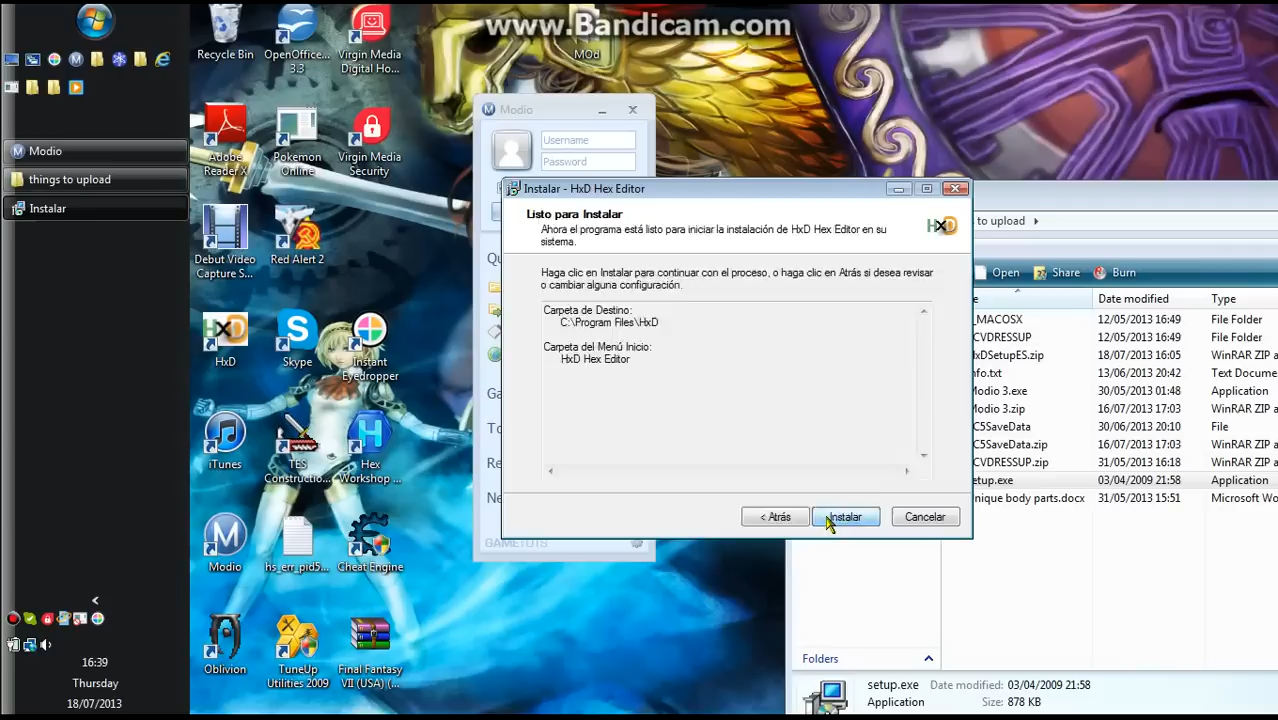 www.Bandicam.com
Recycle Bin
OpenOffice... 3.3
Virgin Media Digital Ho...
MOd
Modio
things to upload
Instalar
Adobe Reader X
Pokemon Online
Virgin Media Security
Debut Video Capture S...
Red Alert 2
HxD
Skype
Instant Eyedropper
iTunes
TES Constructio...
Hex Workshop ...
Modio
hs_err_pid5...
Cheat Engine
Oblivion
TuneUp Utilities 2009
Final Fantasy VII (USA) (...
16:39
Thursday
18/07/2013
Modio
Username
Password
Qu
Ga
To
Re
Ne
GAMETUTS
Instalar - HxD Hex Editor
Listo para Instalar
Ahora el programa está listo para iniciar la instalación de HxD Hex Editor en su
sistema.
HxD
Haga clic en Instalar para continuar con el proceso, o haga clic en Atrás si desea revisar
o cambiar alguna configuración.
Carpeta de Destino:
C:\Program Files\HxD
Carpeta del Menú Inicio:
HxD Hex Editor
< Atrás
Instalar
Cancelar
to upload
Open
Share
Burn
e
Date modified
Type
_MACOSX 12/05/2013 16:49 File Folder
CVDRESSUP 12/05/2013 16:49 File Folder
xDSetupES.zip 18/07/2013 16:05 WinRAR ZIP a
nfo.txt 13/06/2013 20:42 Text Document
Modio 3.exe 30/05/2013 01:48 Application
Modio 3.zip 16/07/2013 17:03 WinRAR ZIP a
C5SaveData 30/06/2013 20:10 File
C5SaveData.zip 16/07/2013 17:03 WinRAR ZIP a
CVDRESSUP.zip 31/05/2013 16:18 WinRAR ZIP a
etup.exe 03/04/2009 21:58 Application
nique body parts.docx 31/05/2013 15:51 Microsoft Wo
Folders
setup.exe Date modified: 03/04/2009 21:58
Application Size: 878 KB